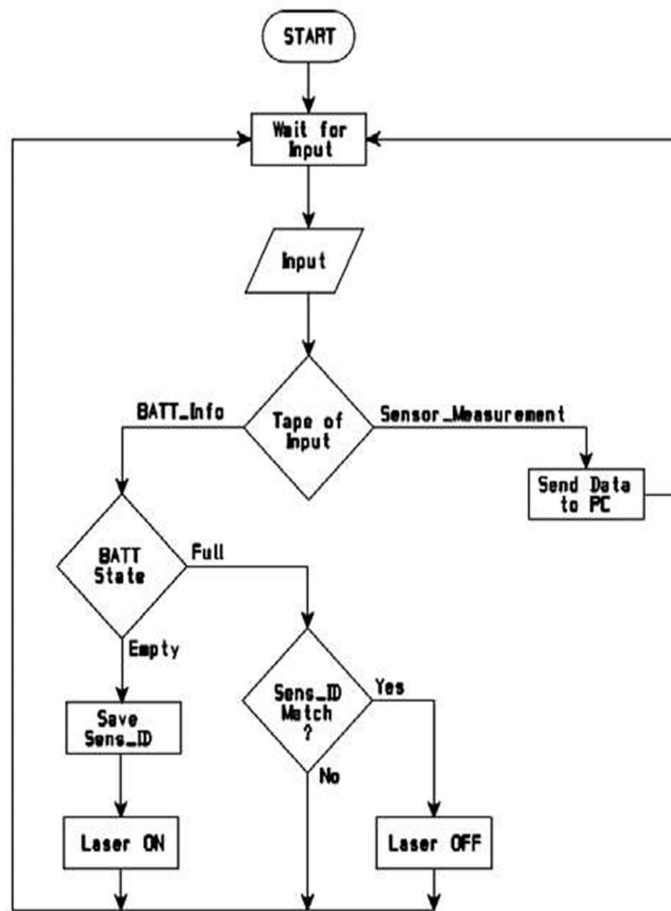 START
Wait for
Input
Input
Tape of
Input
BATT_Info
Sensor_Measurement
Send Data
to PC
BATT
State
Full
Empty
Sens_ID
Match
?
Yes
No
Save
Sens_ID
Laser ON
Laser OFF